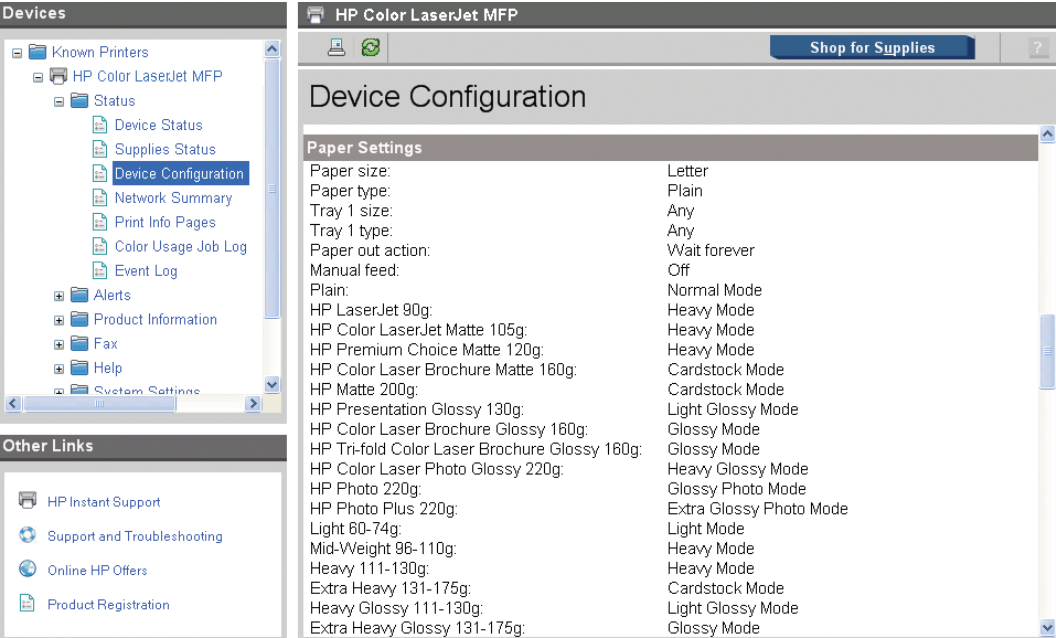 Devices
Known Printers
HP Color LaserJet MFP
Status
Device Status
Supplies Status
Device Configuration
Network Summary
Print Info Pages
Color Usage Job Log
Event Log
Alerts
Product Information
Fax
Help
System Settings
Other Links
HP Instant Support
Support and Troubleshooting
Online HP Offers
Product Registration
HP Color LaserJet MFP
Shop for Supplies
?
Device Configuration
Paper Settings
Paper size: Letter
Paper type: Plain
Tray 1 size: Any
Tray 1 type: Any
Paper out action: Wait forever
Manual feed: Off
Plain: Normal Mode
HP LaserJet 90g: Heavy Mode
HP Color LaserJet Matte 105g: Heavy Mode
HP Premium Choice Matte 120g: Heavy Mode
HP Color Laser Brochure Matte 160g: Cardstock Mode
HP Matte 200g: Cardstock Mode
HP Presentation Glossy 130g: Light Glossy Mode
HP Color Laser Brochure Glossy 160g: Glossy Mode
HP Tri-fold Color Laser Brochure Glossy 160g: Glossy Mode
HP Color Laser Photo Glossy 220g: Heavy Glossy Mode
HP Photo 220g: Glossy Photo Mode
HP Photo Plus 220g: Extra Glossy Photo Mode
Light 60-74g: Light Mode
Mid-Weight 96-110g: Heavy Mode
Heavy 111-130g: Heavy Mode
Extra Heavy 131-175g: Cardstock Mode
Heavy Glossy 111-130g: Light Glossy Mode
Extra Heavy Glossy 131-175g: Glossy Mode